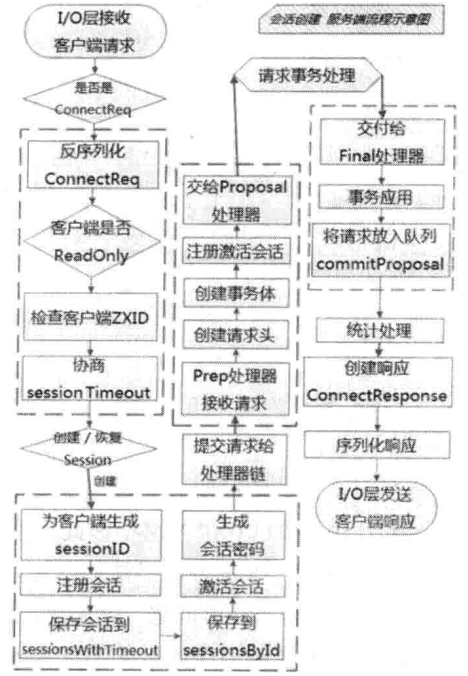 会话创建 服务端流程示意图
I/O层接收
客户端请求
是否是
ConnectReq
反序列化
ConnectReq
客户端是否
ReadOnly
检查客户端ZXID
协商
sessionTimeout
创建 / 恢复
Session
创建
为客户端生成
sessionID
注册会话
保存会话到
sessionsWithTimeout
保存到
sessionsById
激活会话
生成
会话密码
提交请求给
处理器链
Prep处理器
接收请求
创建请求头
创建事务体
注册激活会话
交给Proposal
处理器
请求事务处理
交付给
Final处理器
事务应用
将请求放入队列
commitProposal
统计处理
创建响应
ConnectResponse
序列化响应
I/O层发送
客户端响应